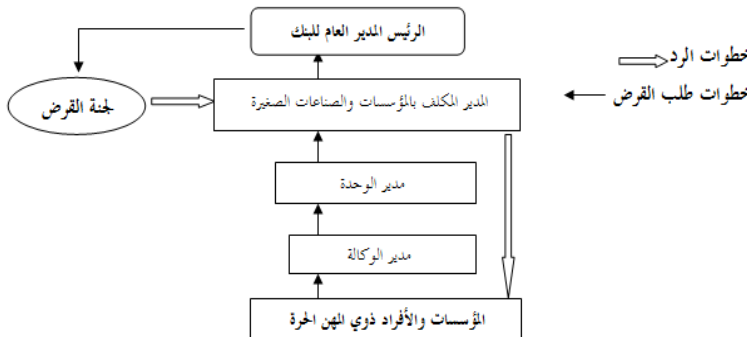 الرئيس المدير العام للبنك
خطوات الرد
المدير المكلف بالمؤسسات والصناعات الصغيرة
لجنة القرض
خطوات طلب القرض
مدير الوحدة
مدير الوكالة
المؤسسات والأفراد ذوي المهن الحرة